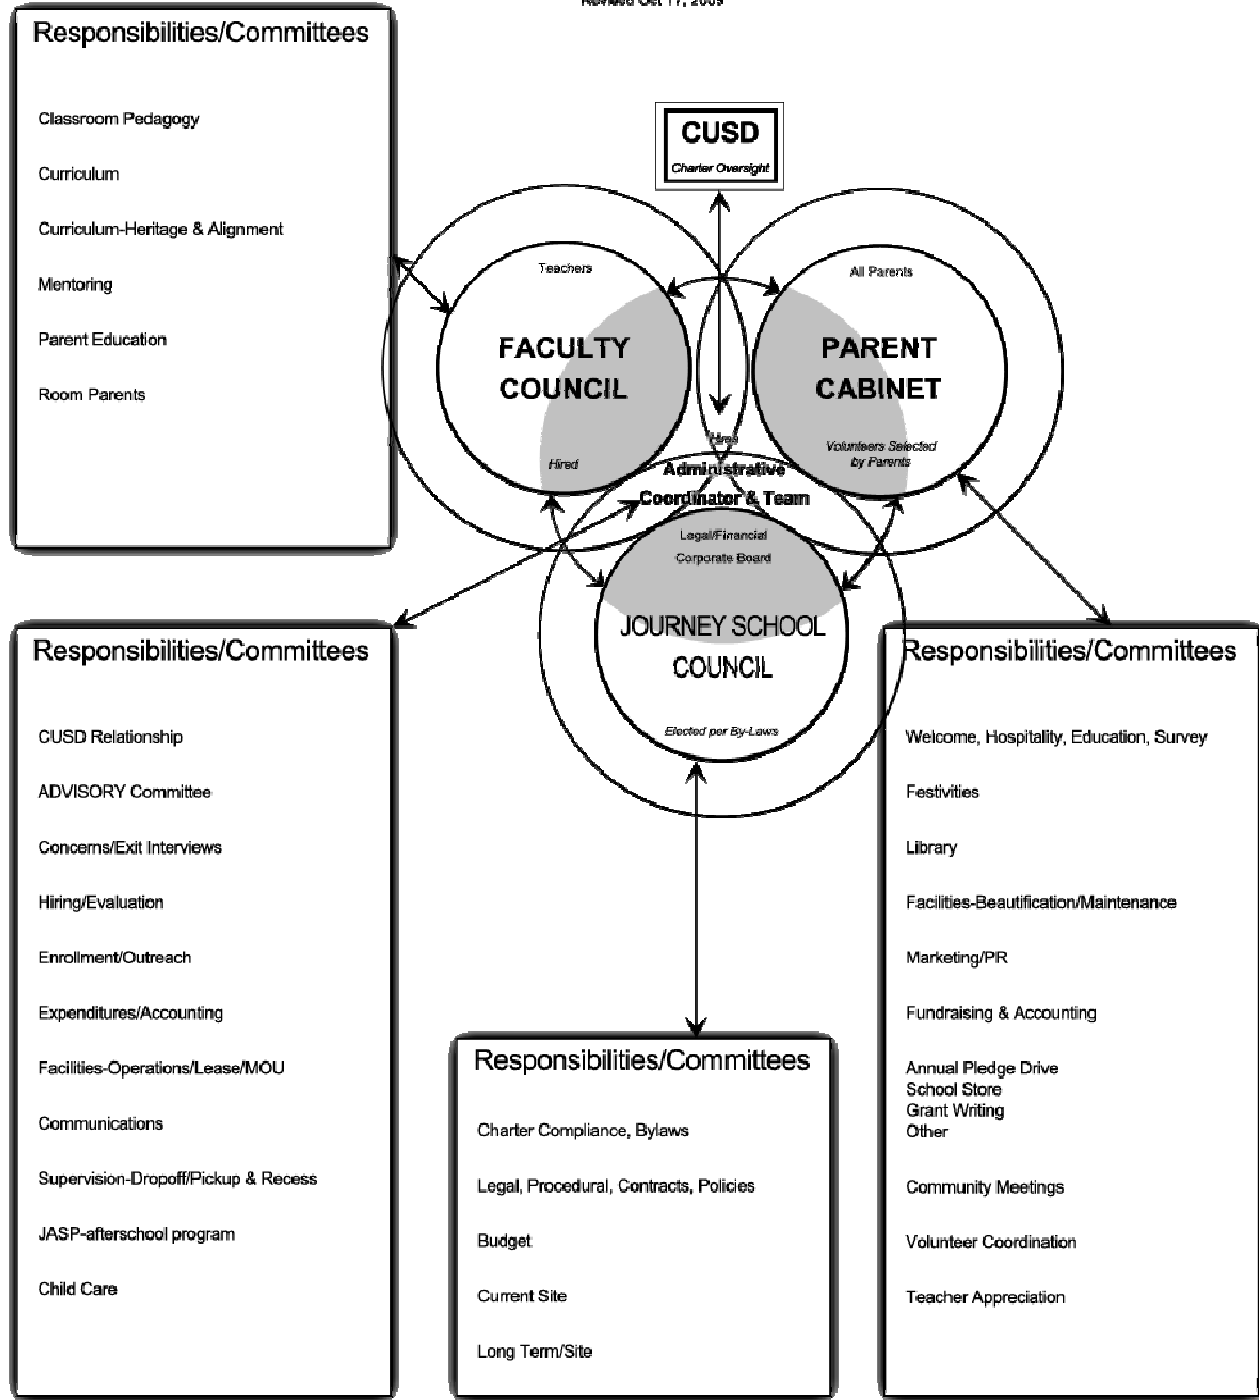 Revised Oct 17, 2009
Responsibilities/Committees
Classroom Pedagogy
Curriculum
Curriculum-Heritage & Alignment
Mentoring
Parent Education
Room Parents
CUSD
Charter Oversight
Teachers
FACULTY
COUNCIL
Hired
All Parents
PARENT
CABINET
Volunteers Selected
by Parents
Hires
Administrative
Coordinator & Team
Legal/Financial
Corporate Board
JOURNEY SCHOOL
COUNCIL
Elected per By-Laws
Responsibilities/Committees
CUSD Relationship
ADVISORY Committee
Concerns/Exit Interviews
Hiring/Evaluation
Enrollment/Outreach
Expenditures/Accounting
Facilities-Operations/Lease/MOU
Communications
Supervision-Dropoff/Pickup & Recess
JASP-afterschool program
Child Care
Responsibilities/Committees
Charter Compliance, Bylaws
Legal, Procedural, Contracts, Policies
Budget
Current Site
Long Term/Site
Responsibilities/Committees
Welcome, Hospitality, Education, Survey
Festivities
Library
Facilities-Beautification/Maintenance
Marketing/PR
Fundraising & Accounting
Annual Pledge Drive
School Store
Grant Writing
Other
Community Meetings
Volunteer Coordination
Teacher Appreciation